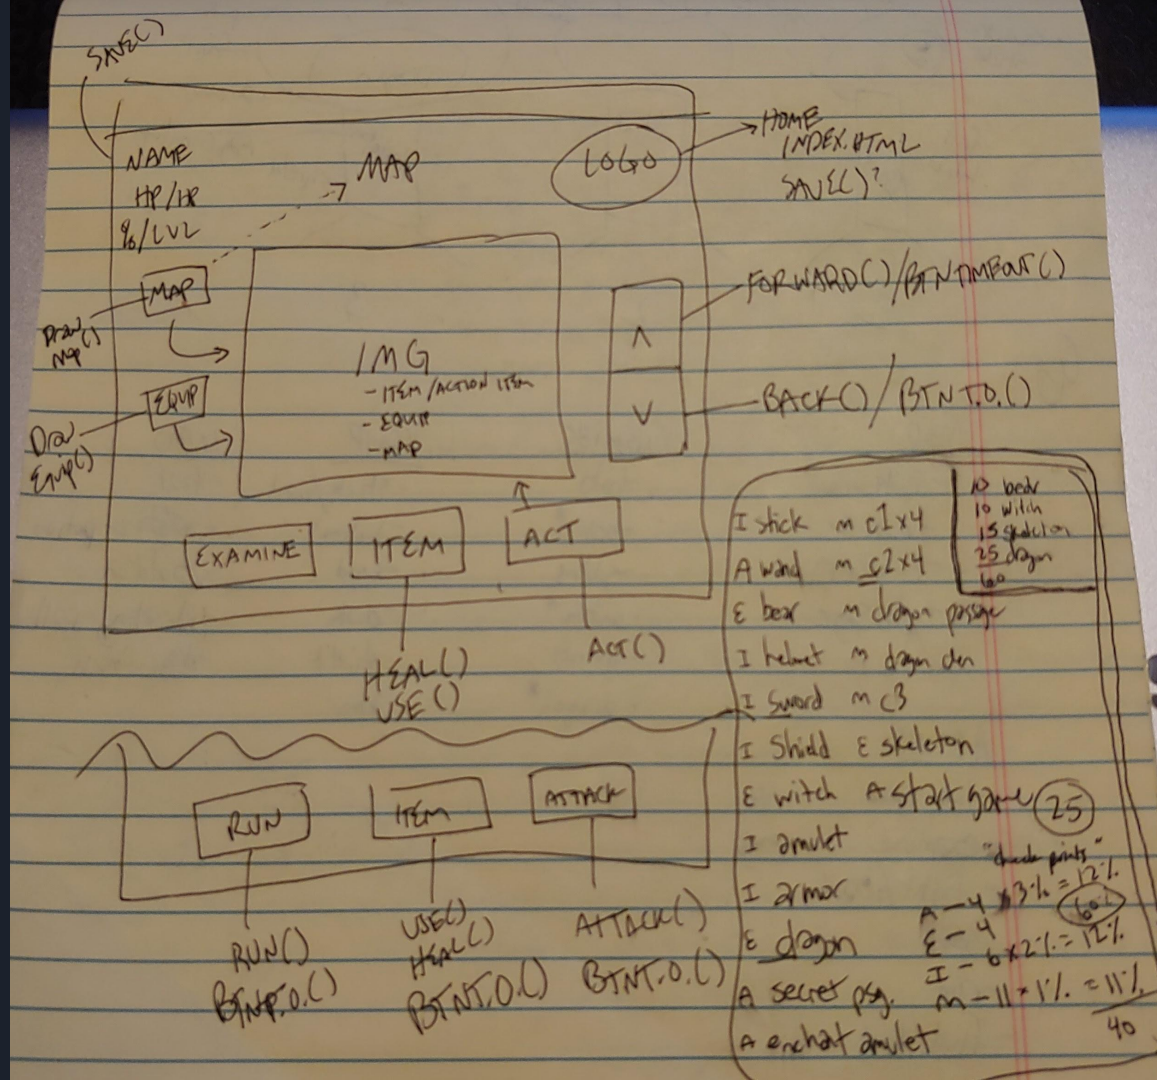 SAVE()
NAME
HP/HP
%/LVL
MAP
LOGO
HOME
INDEX.HTML
SAVE()?
MAP
Draw
Map()
EQUIP
Draw
Equip()
IMG
- ITEM/ACTION ITEM
- EQUIP
- MAP
Λ
V
FORWARD()/BTNTIMEOUT()
BACK()/BTNT.O.()
EXAMINE
ITEM
ACT
HEAL()
USE()
ACT()
RUN
ITEM
ATTACK
RUN()
BTNT.O.()
USE()
HEAL()
BTNT.O.()
ATTACK()
BTNT.O.()
10 bear
10 witch
15 skeleton
25 dragon
60
I stick m c1x4
A wand m c2x4
E bear m dragon passage
I helmet m dragon den
I Sword m c3
I Shield E skeleton
E witch A start game 25
I amulet
I armor
E dragon
A secret psg.
A enchant amulet
"check points"
A - 4 x 3% = 12%
E - 4 60%
I - 6 x 2% = 12%
m - 11 * 1% = 11%
40